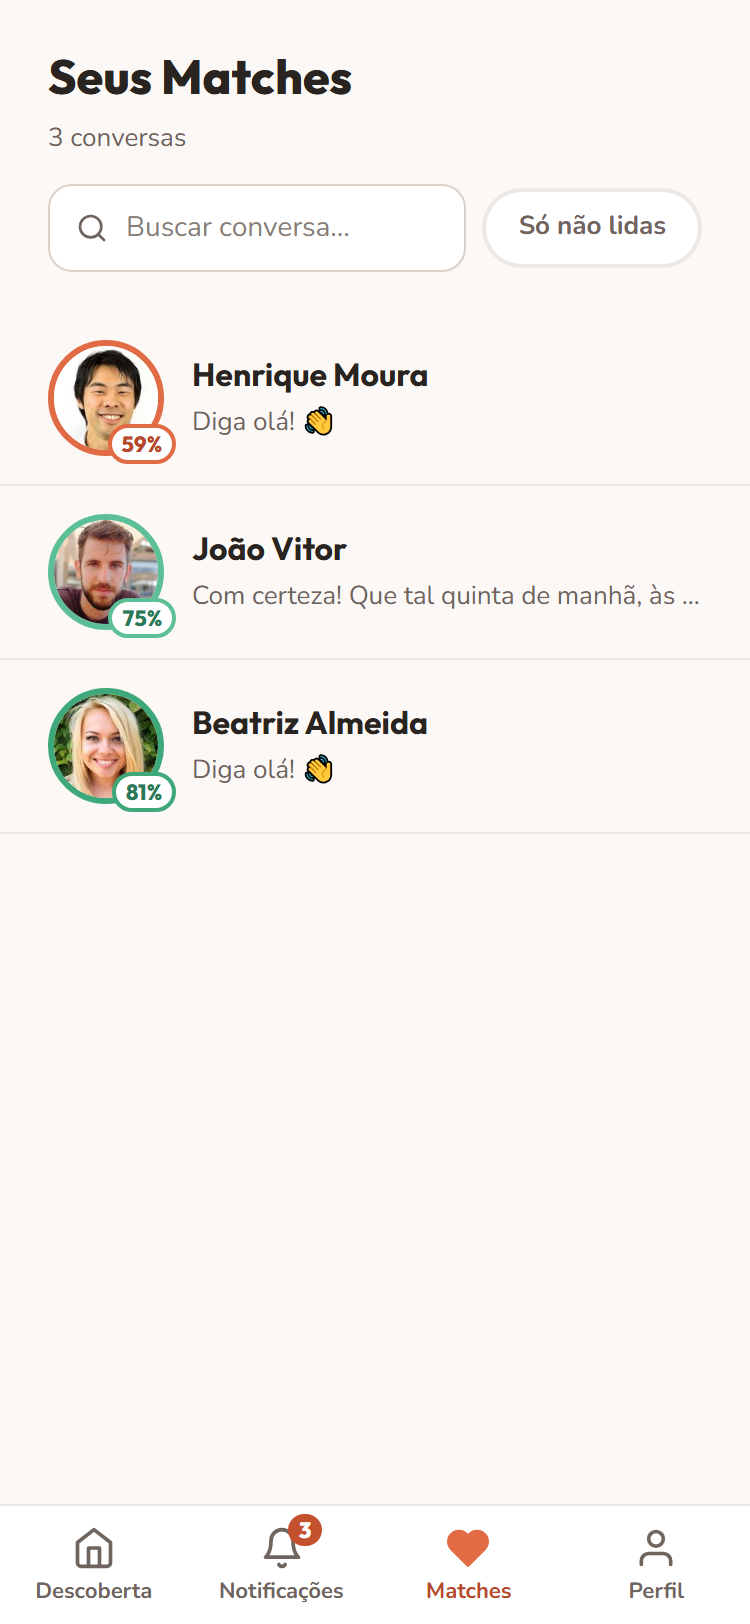 Seus Matches
3 conversas
Buscar conversa...
Só não lidas
Henrique Moura
Diga olá! 👋
59%
João Vitor
Com certeza! Que tal quinta de manhã, às ...
75%
Beatriz Almeida
Diga olá! 👋
81%
3
Descoberta
Notificações
Matches
Perfil